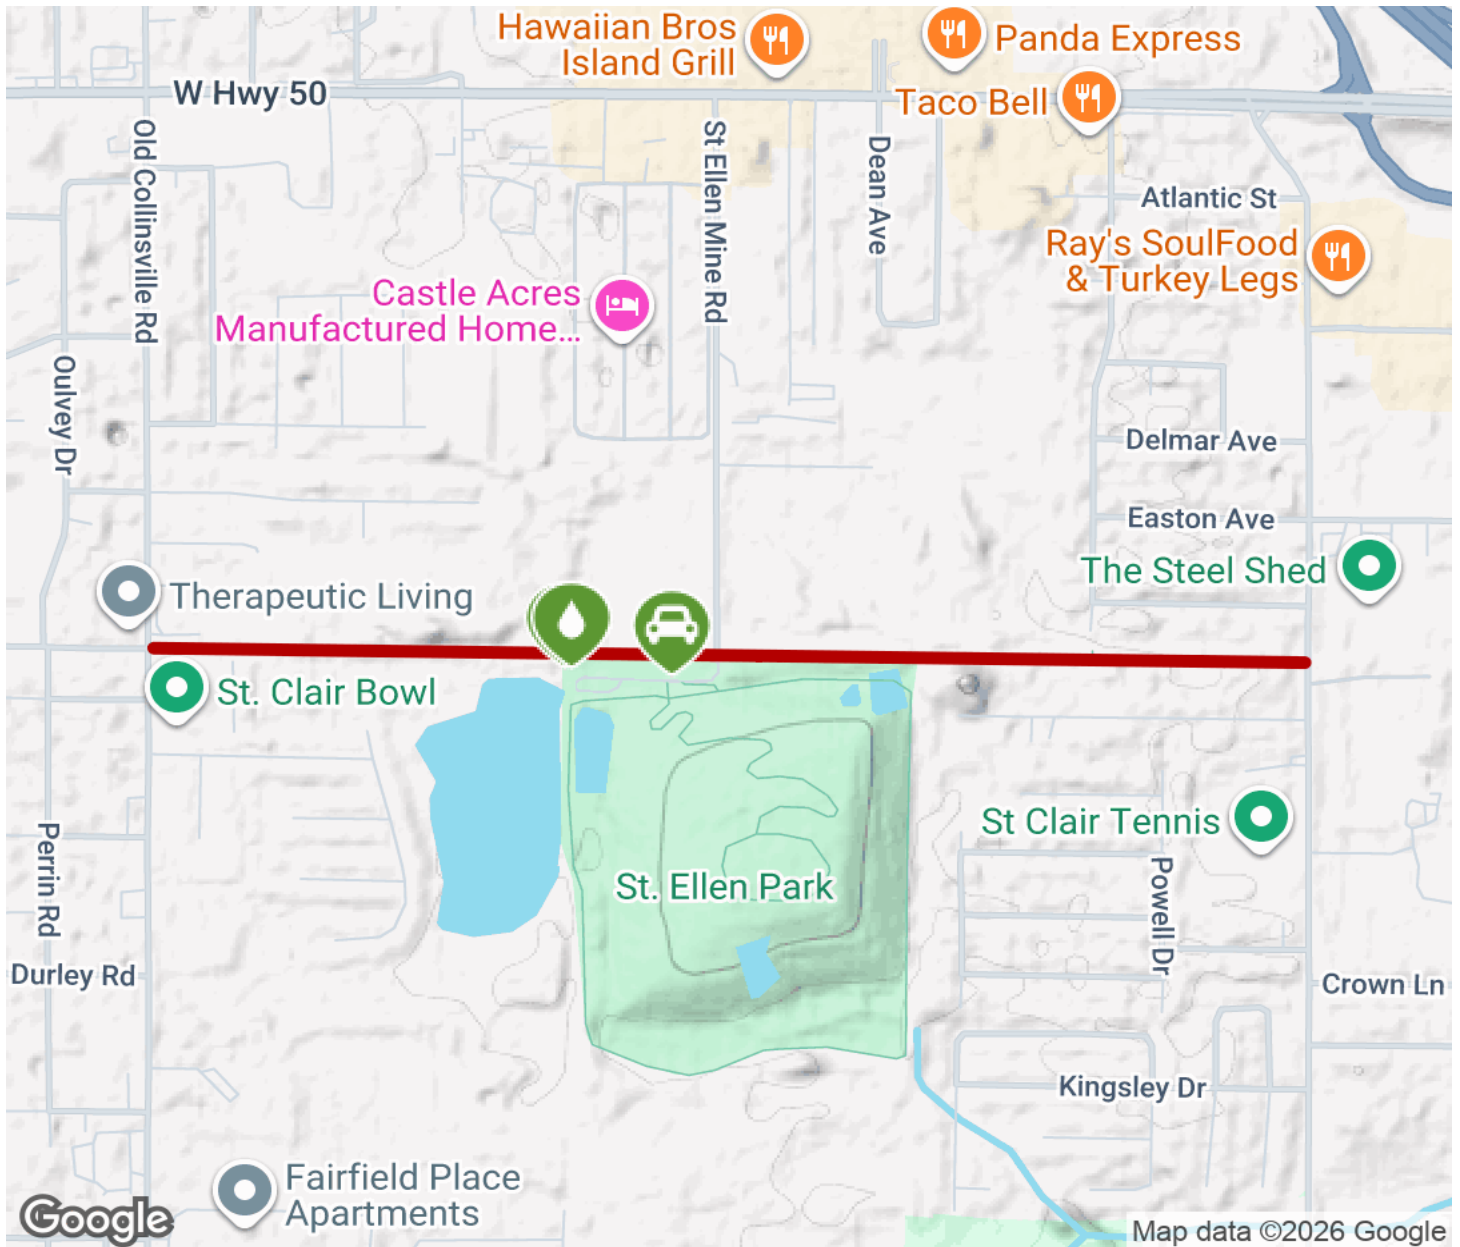 Hawaiian Bros
Island Grill
Panda Express
W Hwy 50
Taco Bell
Old Collinsville Rd
St Ellen Mine Rd
Dean Ave
Atlantic St
Ray's SoulFood
& Turkey Legs
Castle Acres
Manufactured Home...
Oulvey Dr
Delmar Ave
Easton Ave
The Steel Shed
Therapeutic Living
St. Clair Bowl
St Clair Tennis
Perrin Rd
St. Ellen Park
Powell Dr
Durley Rd
Crown Ln
Kingsley Dr
Fairfield Place
Apartments
Google
Map data ©2026 Google